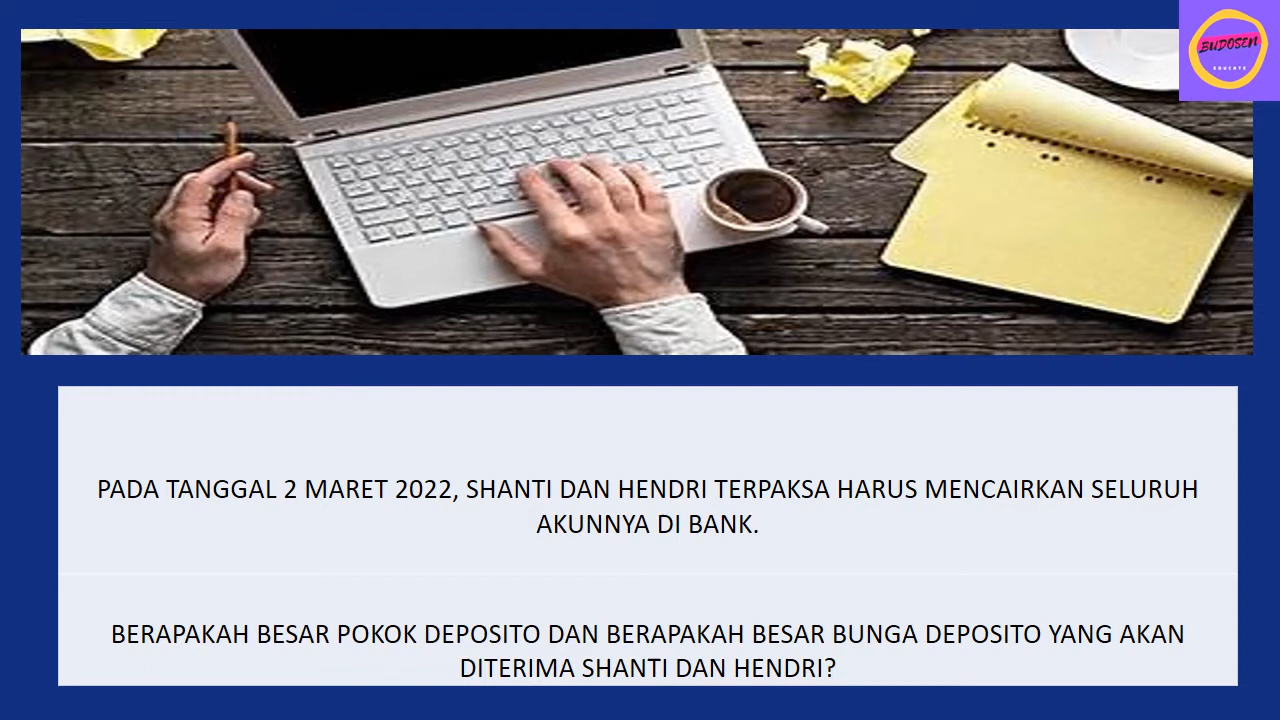 BUDOSEN
EDUCATE
PADA TANGGAL 2 MARET 2022, SHANTI DAN HENDRI TERPAKSA HARUS MENCAIRKAN SELURUH
AKUNNYA DI BANK.
BERAPAKAH BESAR POKOK DEPOSITO DAN BERAPAKAH BESAR BUNGA DEPOSITO YANG AKAN
DITERIMA SHANTI DAN HENDRI?